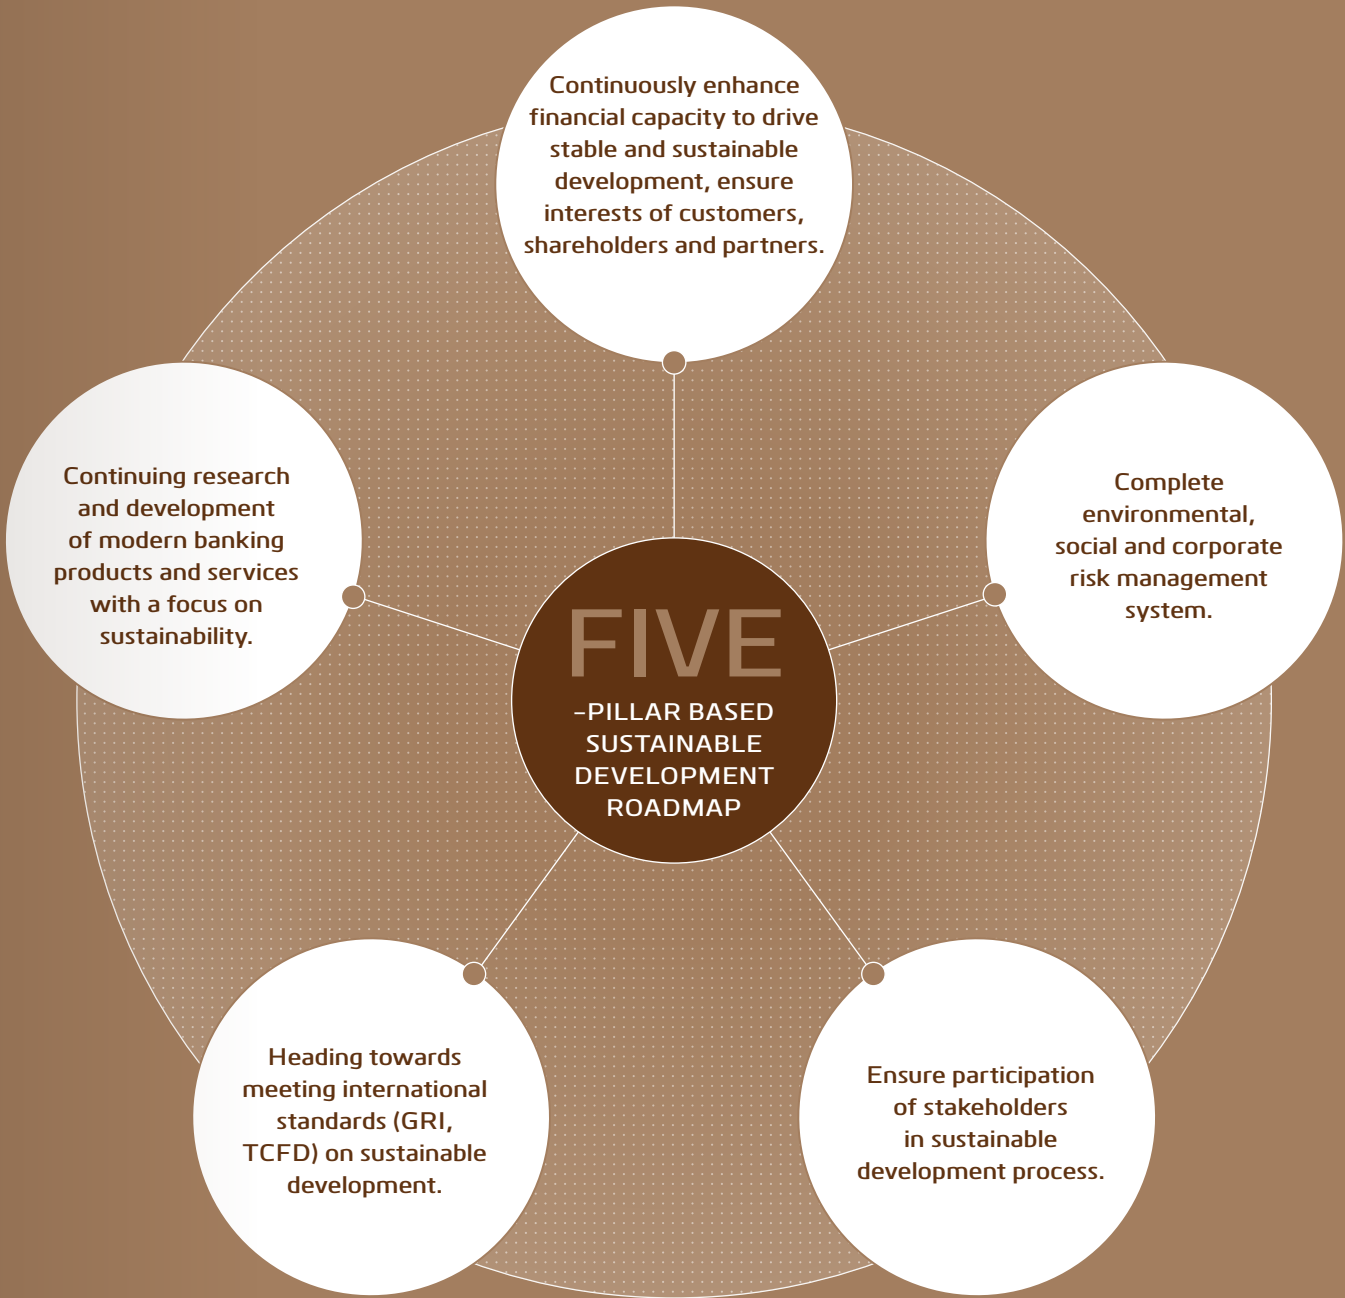 Continuously enhance
financial capacity to drive
stable and sustainable
development, ensure
interests of customers,
shareholders and partners.
Continuing research
and development
of modern banking
products and services
with a focus on
sustainability.
Complete
environmental,
social and corporate
risk management
system.
FIVE
-PILLAR BASED
SUSTAINABLE
DEVELOPMENT
ROADMAP
Heading towards
meeting international
standards (GRI,
TCFD) on sustainable
development.
Ensure participation
of stakeholders
in sustainable
development process.